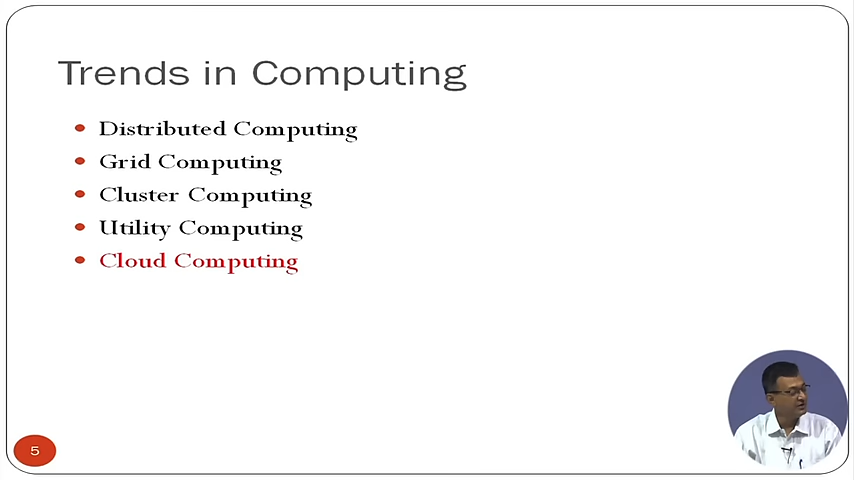 Trends in Computing
Distributed Computing
Grid Computing
Cluster Computing
Utility Computing
Cloud Computing
5